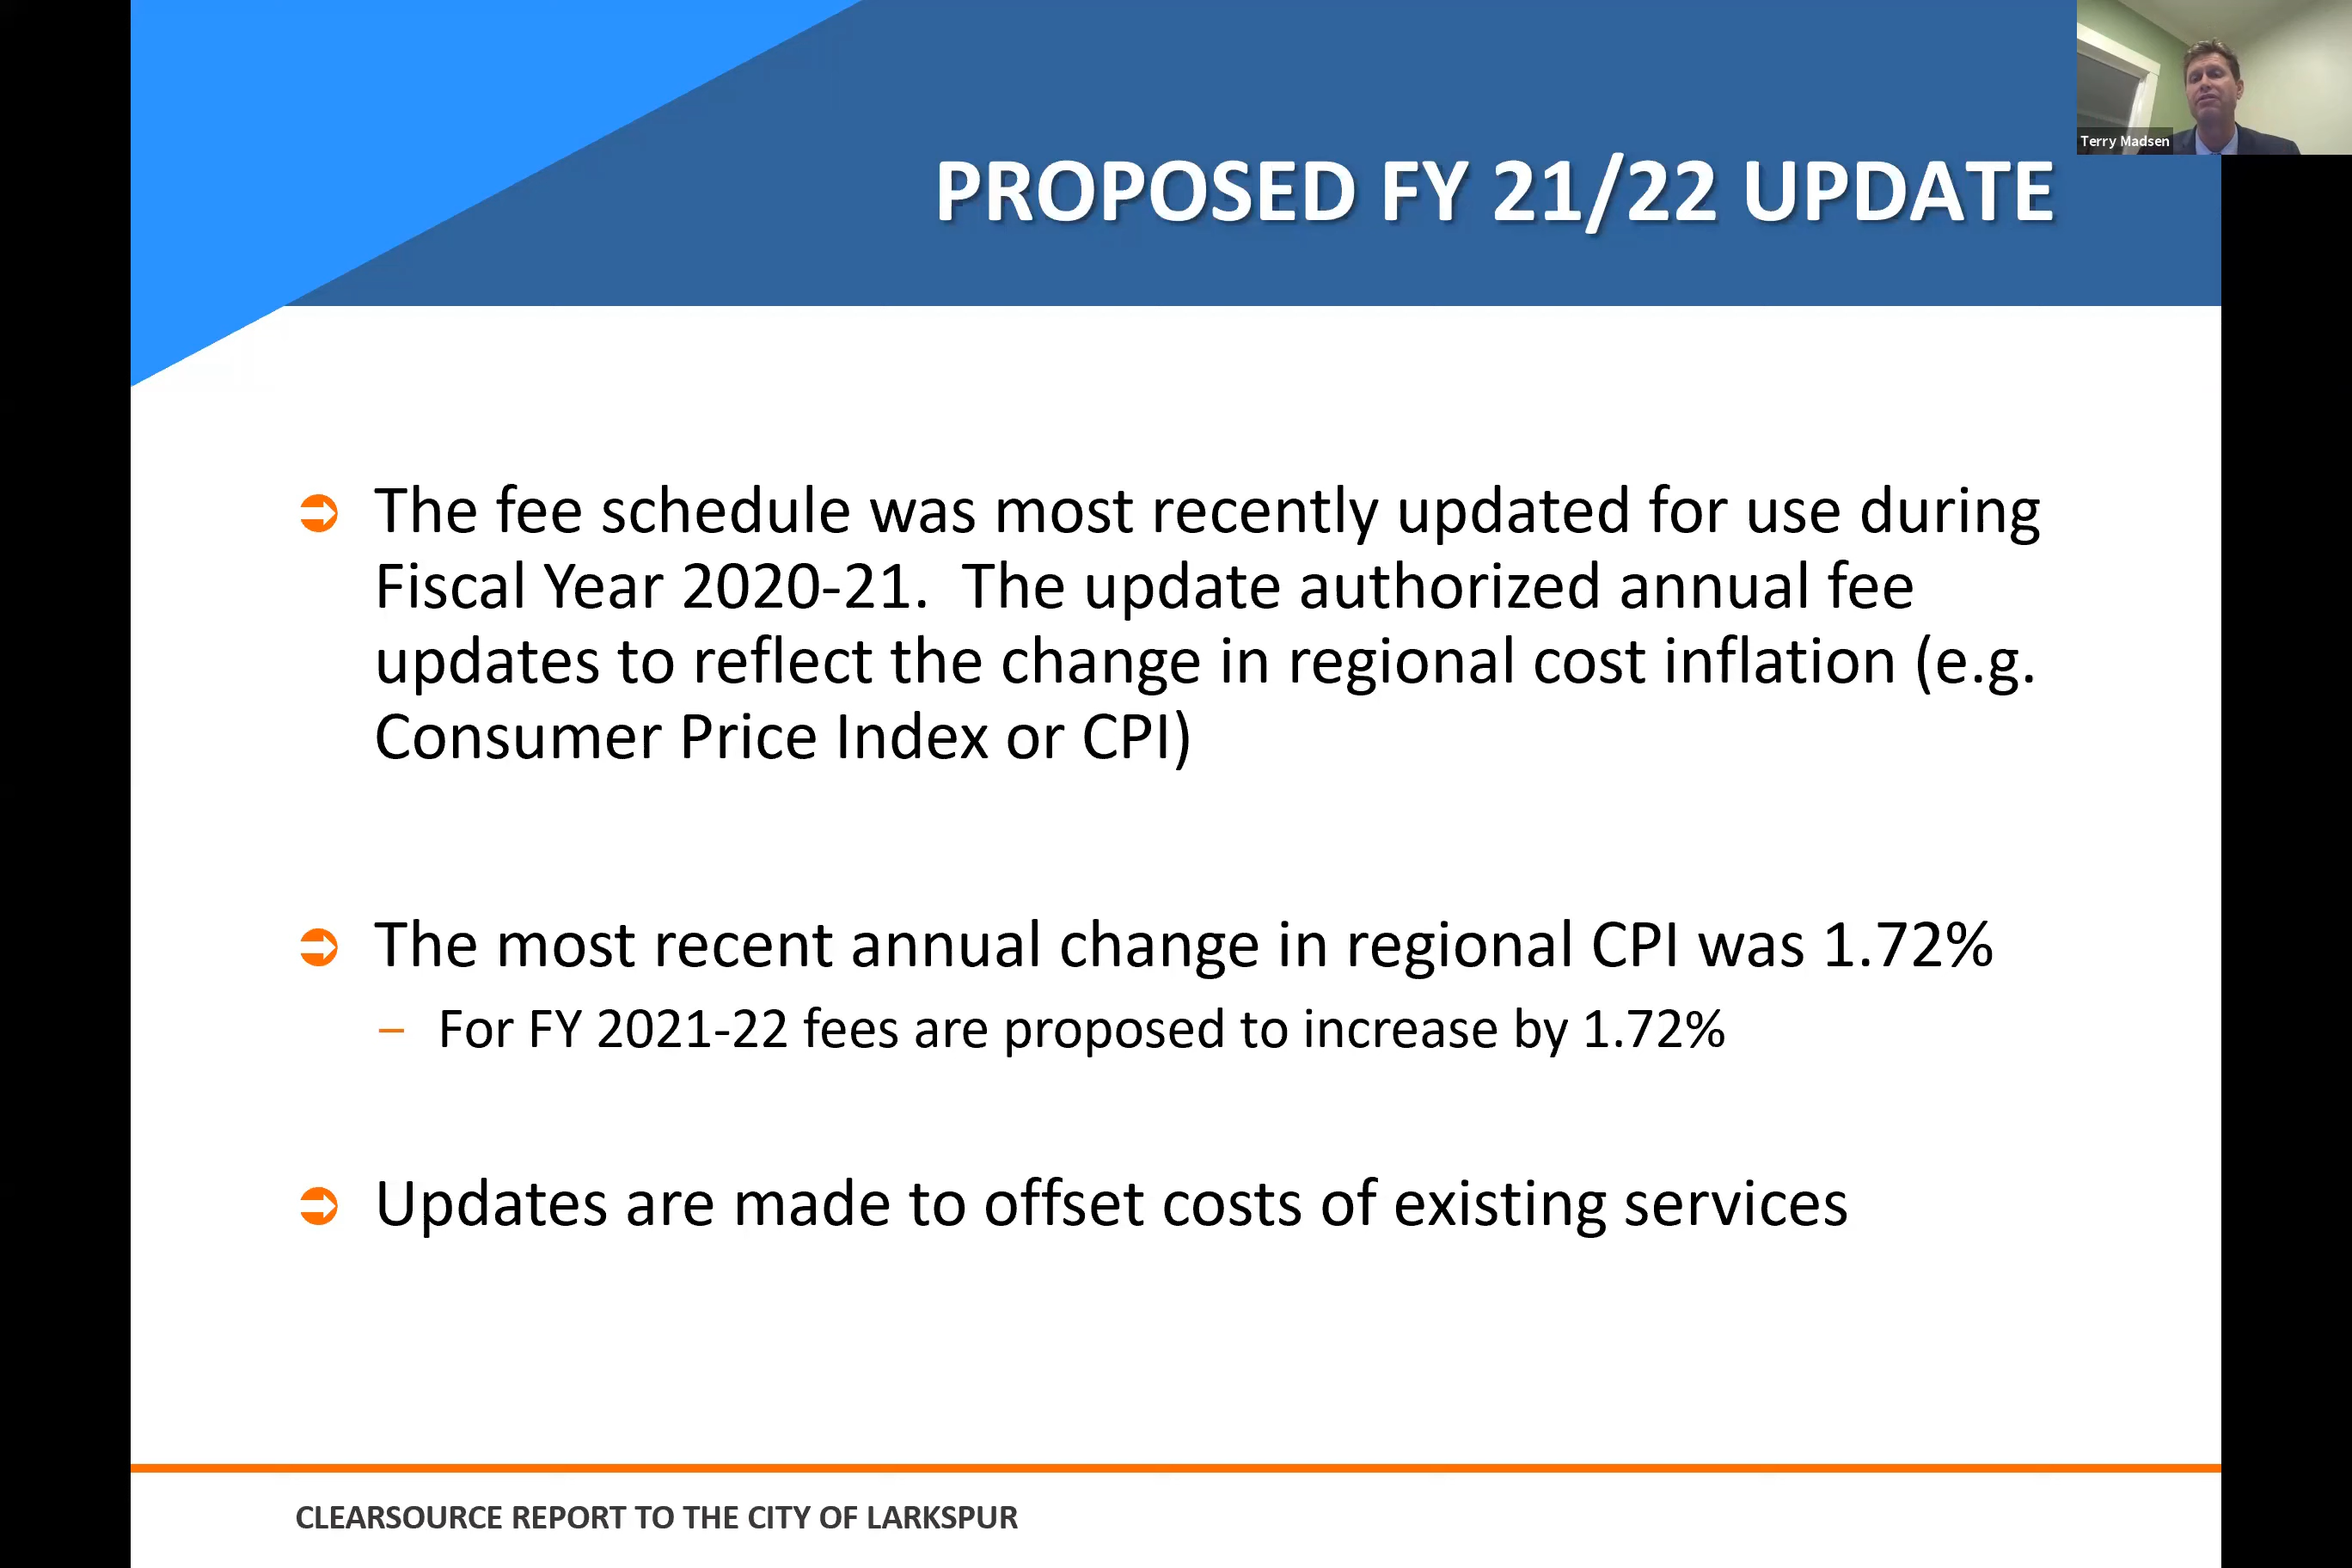 Terry Madsen
PROPOSED FY 21/22 UPDATE
The fee schedule was most recently updated for use during
Fiscal Year 2020-21.  The update authorized annual fee
updates to reflect the change in regional cost inflation (e.g.
Consumer Price Index or CPI)
The most recent annual change in regional CPI was 1.72%
– For FY 2021-22 fees are proposed to increase by 1.72%
Updates are made to offset costs of existing services
CLEARSOURCE REPORT TO THE CITY OF LARKSPUR